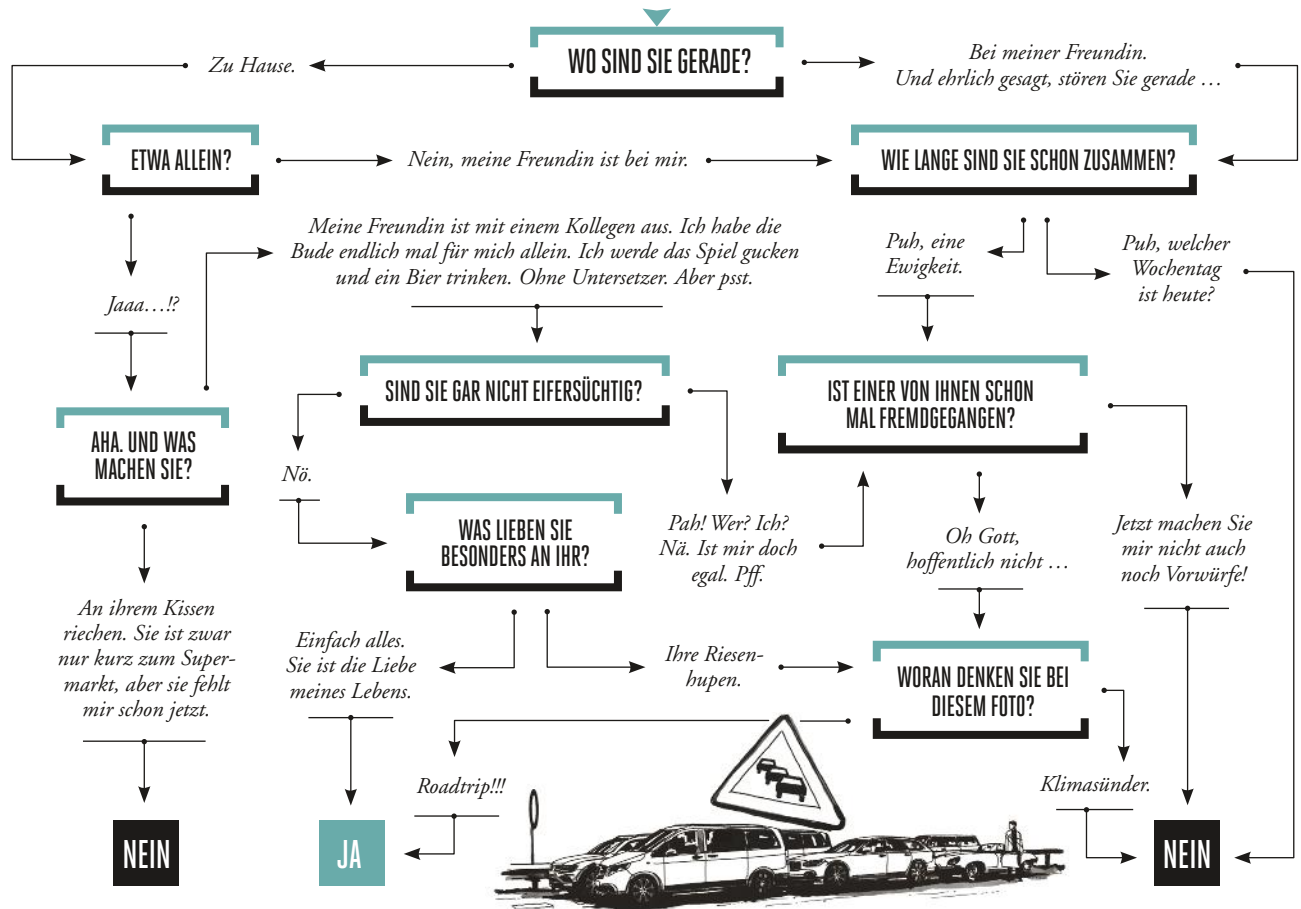 WO SIND SIE GERADE?
Zu Hause.
Bei meiner Freundin.
Und ehrlich gesagt, stören Sie gerade …
ETWA ALLEIN?
Nein, meine Freundin ist bei mir.
WIE LANGE SIND SIE SCHON ZUSAMMEN?
Meine Freundin ist mit einem Kollegen aus. Ich habe die
Bude endlich mal für mich allein. Ich werde das Spiel gucken
und ein Bier trinken. Ohne Untersetzer. Aber psst.
Puh, eine
Ewigkeit.
Puh, welcher
Wochentag
ist heute?
Jaaa…!?
SIND SIE GAR NICHT EIFERSÜCHTIG?
IST EINER VON IHNEN SCHON
MAL FREMDGEGANGEN?
AHA. UND WAS
MACHEN SIE?
Nö.
WAS LIEBEN SIE
BESONDERS AN IHR?
Pah! Wer? Ich?
Nä. Ist mir doch
egal. Pff.
Oh Gott,
hoffentlich nicht …
Jetzt machen Sie
mir nicht auch
noch Vorwürfe!
An ihrem Kissen
riechen. Sie ist zwar
nur kurz zum Super-
markt, aber sie fehlt
mir schon jetzt.
Einfach alles.
Sie ist die Liebe
meines Lebens.
Ihre Riesen-
hupen.
WORAN DENKEN SIE BEI
DIESEM FOTO?
Roadtrip!!!
Klimasünder.
NEIN
JA
NEIN